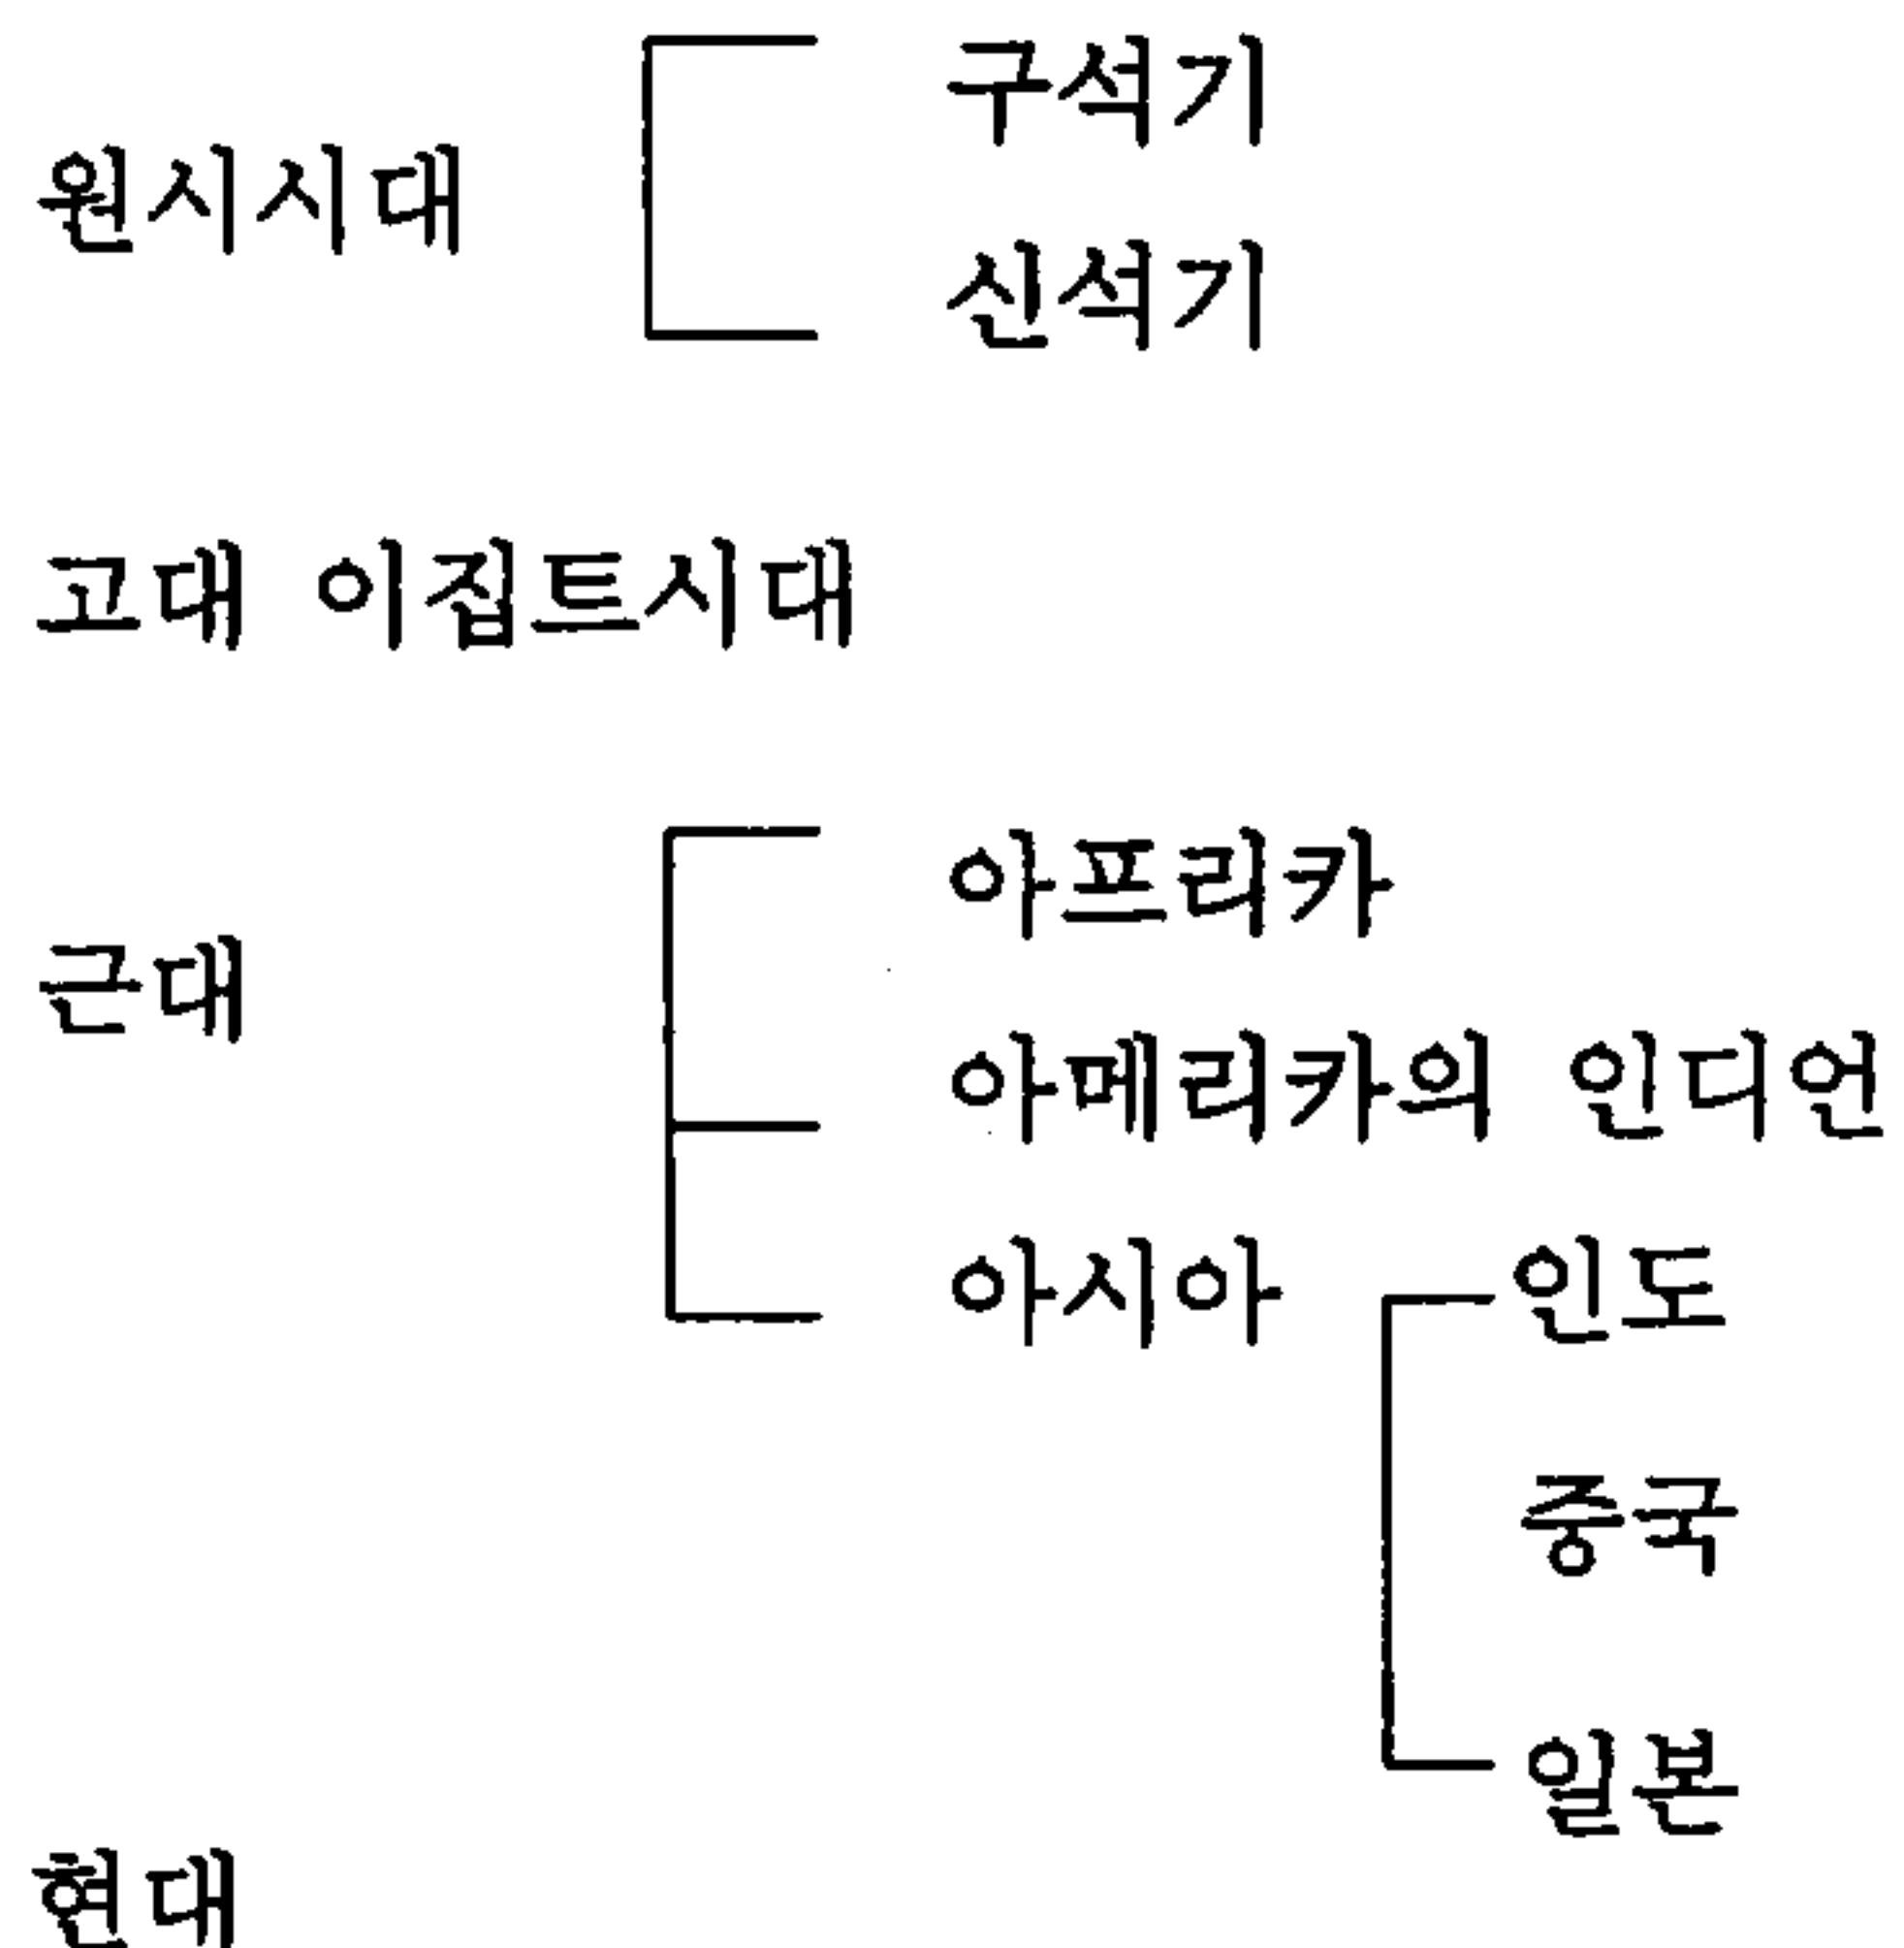 구석기
원시시대
신석기
고대 이집트시대
아프리카
근대
아메리카의 인디언
아시아 인도
중국
일본
현대